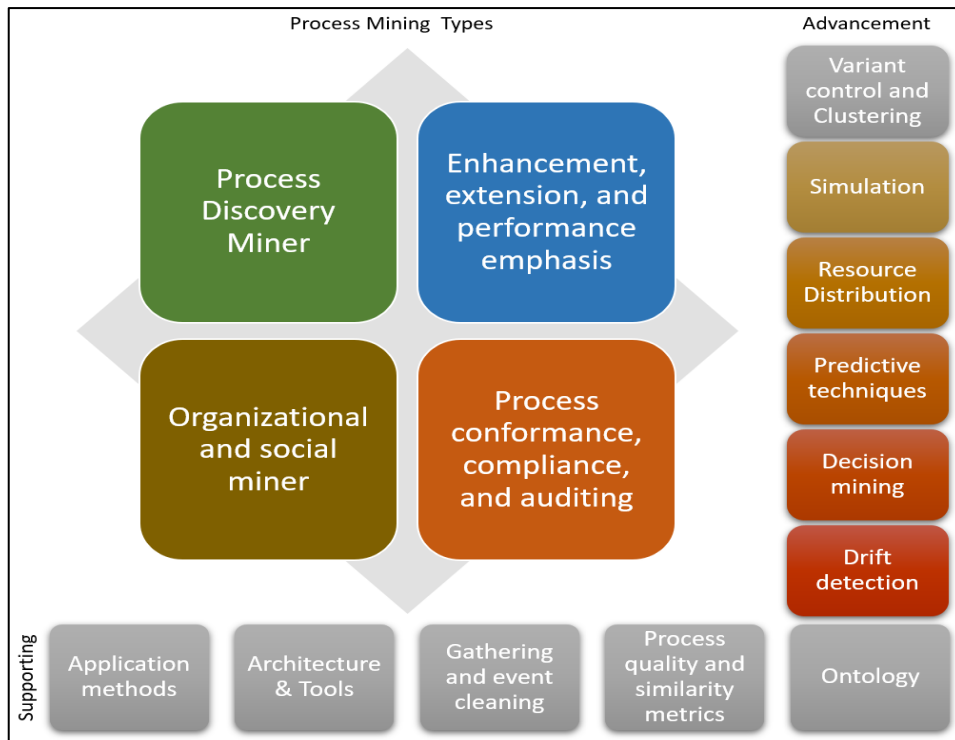 Process Mining Types
Advancement
Process
Discovery
Miner
Enhancement,
extension, and
performance
emphasis
Organizational
and social
miner
Process
conformance,
compliance,
and auditing
Variant
control and
Clustering
Simulation
Resource
Distribution
Predictive
techniques
Decision
mining
Drift
detection
Supporting
Application
methods
Architecture
& Tools
Gathering
and event
cleaning
Process
quality and
similarity
metrics
Ontology